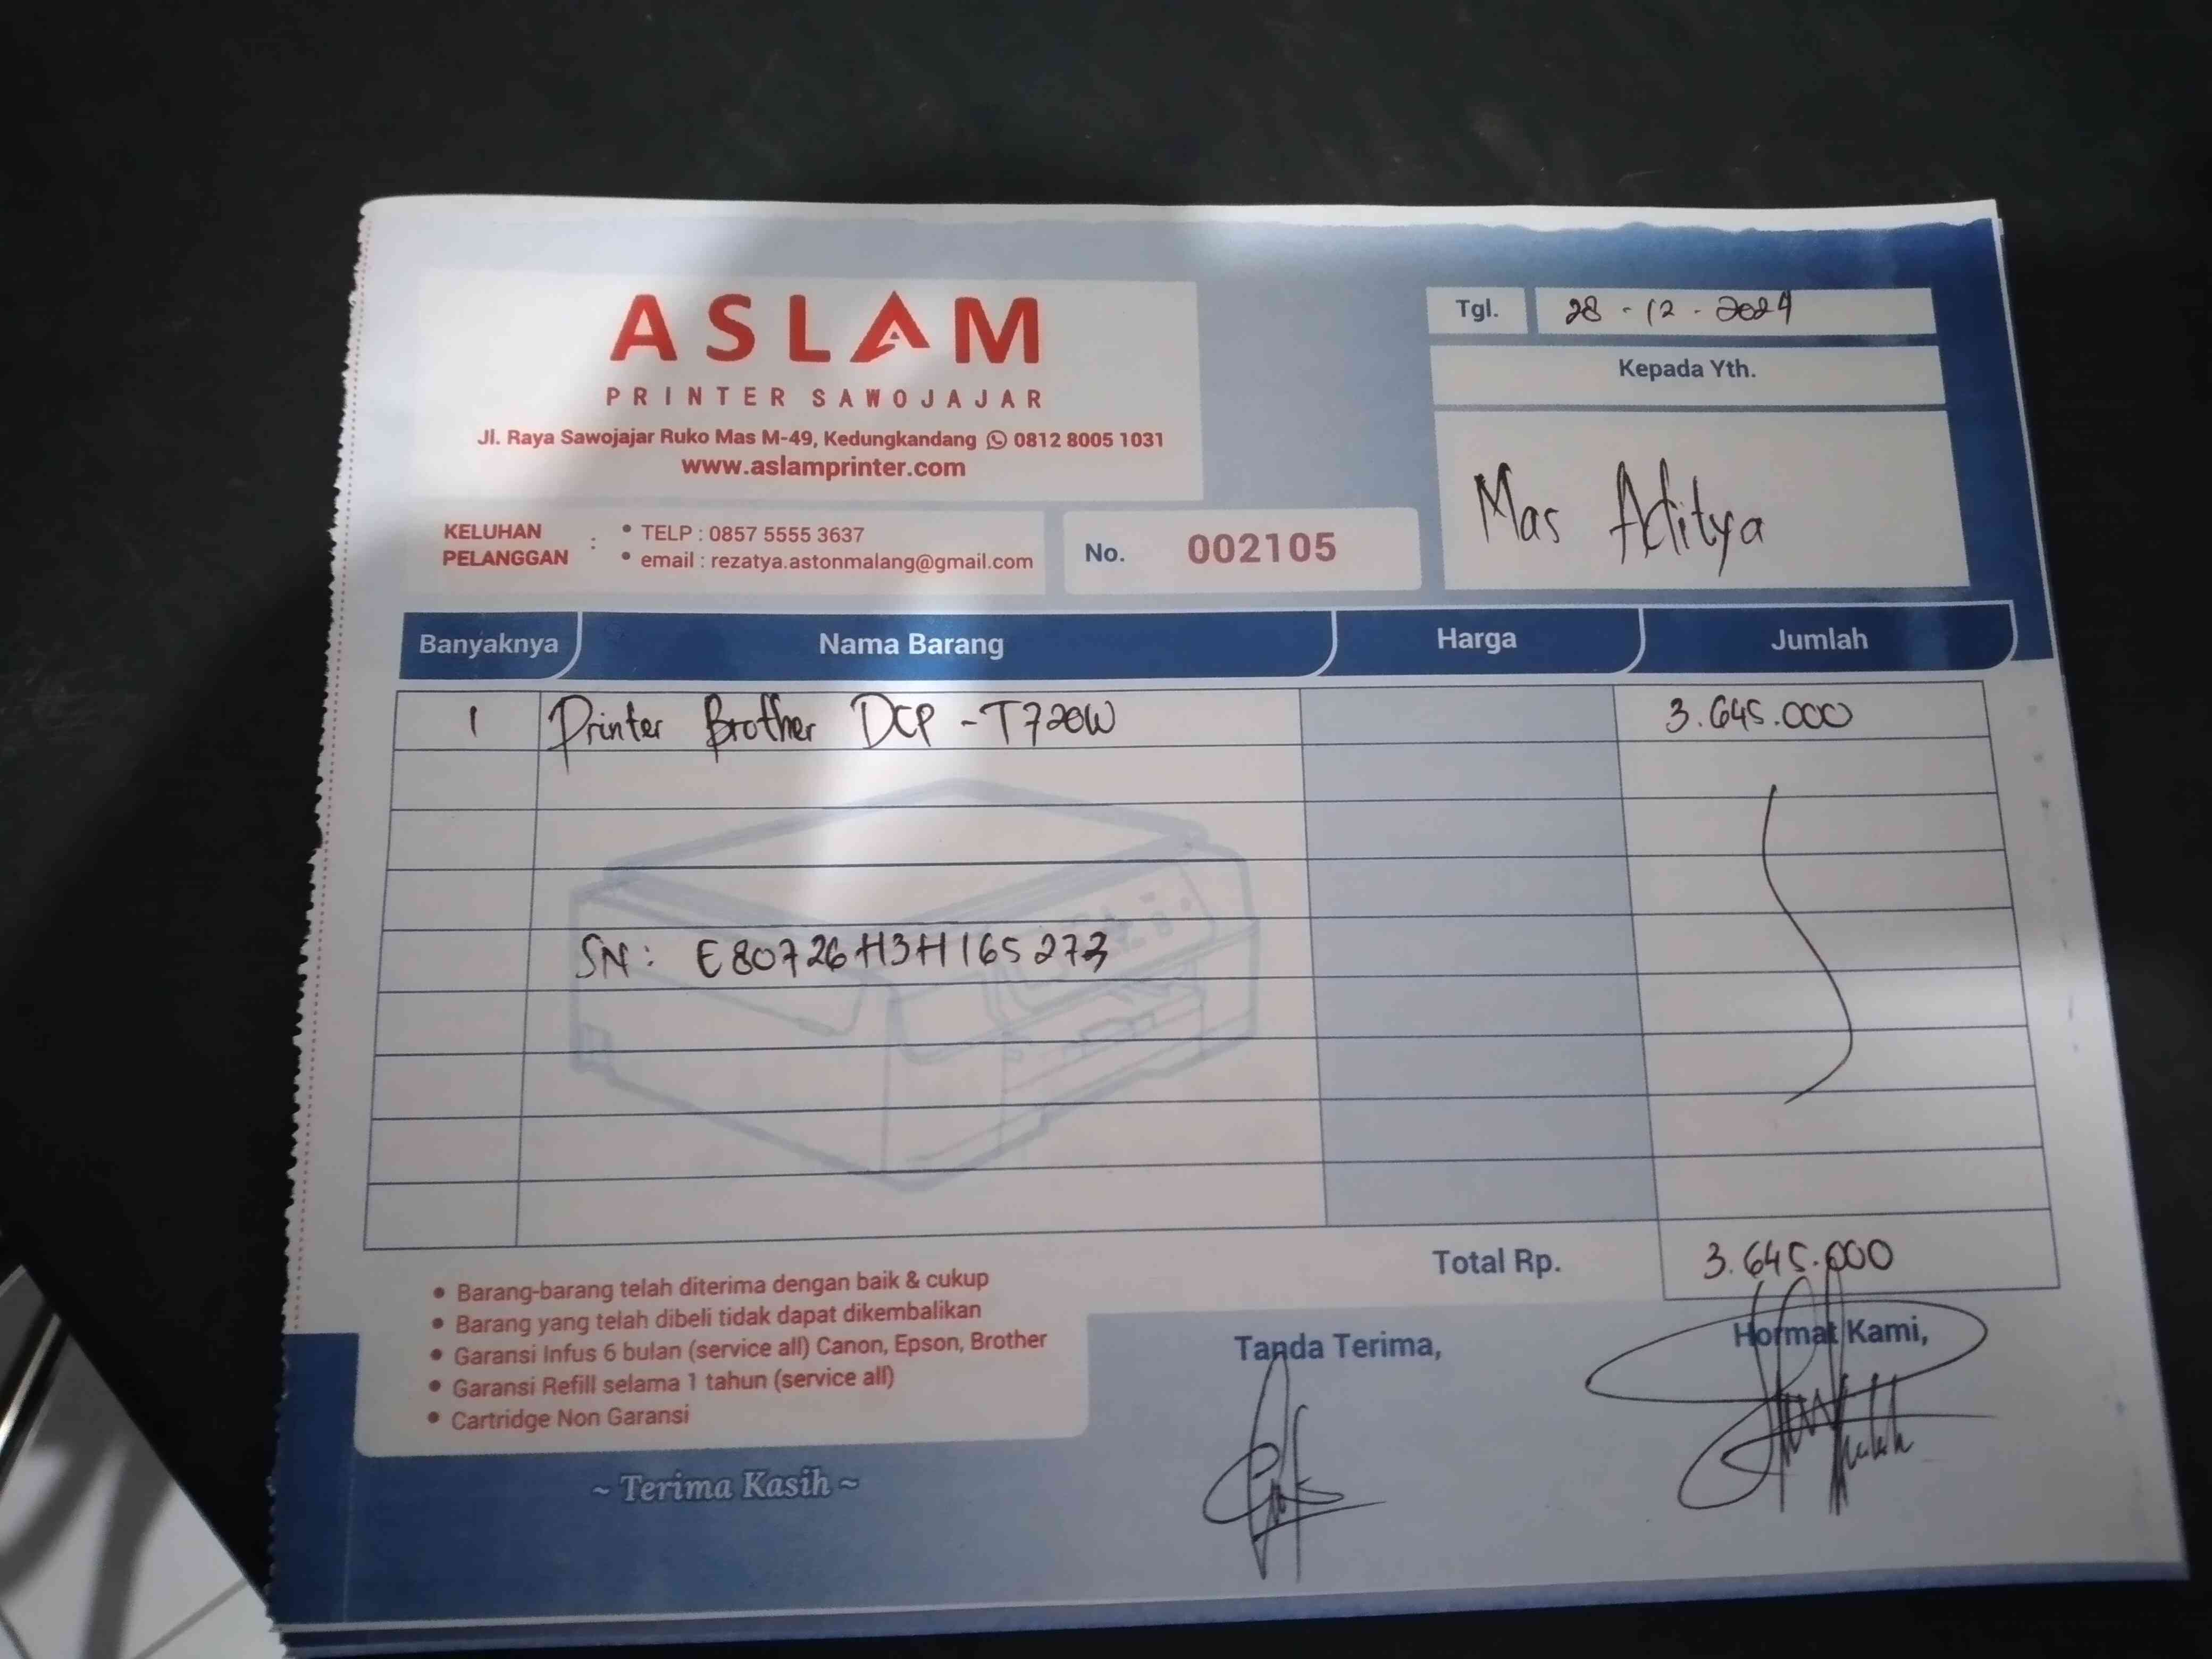 ASLAM
PRINTER SAWOJAJAR
Jl. Raya Sawojajar Ruko Mas M-49, Kedungkandang 0812 8005 1031
www.aslamprinter.com
Tgl. 28 - 12 - 2024
Kepada Yth.
Mas Aditya
KELUHAN PELANGGAN :
• TELP : 0857 5555 3637
• email : rezatya.astonmalang@gmail.com
No. 002105
Banyaknya Nama Barang Harga Jumlah
1 Printer Brother DCP - T720W 3.645.000
SN : E80726H3H165273
Total Rp. 3.645.000
• Barang-barang telah diterima dengan baik & cukup
• Barang yang telah dibeli tidak dapat dikembalikan
• Garansi Infus 6 bulan (service all) Canon, Epson, Brother
• Garansi Refill selama 1 tahun (service all)
• Cartridge Non Garansi
Tanda Terima,
Hormat Kami,
~ Terima Kasih ~